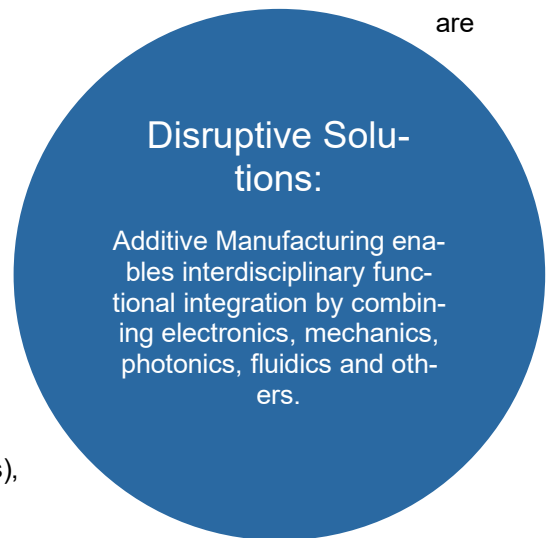 are
Disruptive Solu-
tions:
Additive Manufacturing ena-
bles interdisciplinary func-
tional integration by combin-
ing electronics, mechanics,
photonics, fluidics and oth-
ers.
),